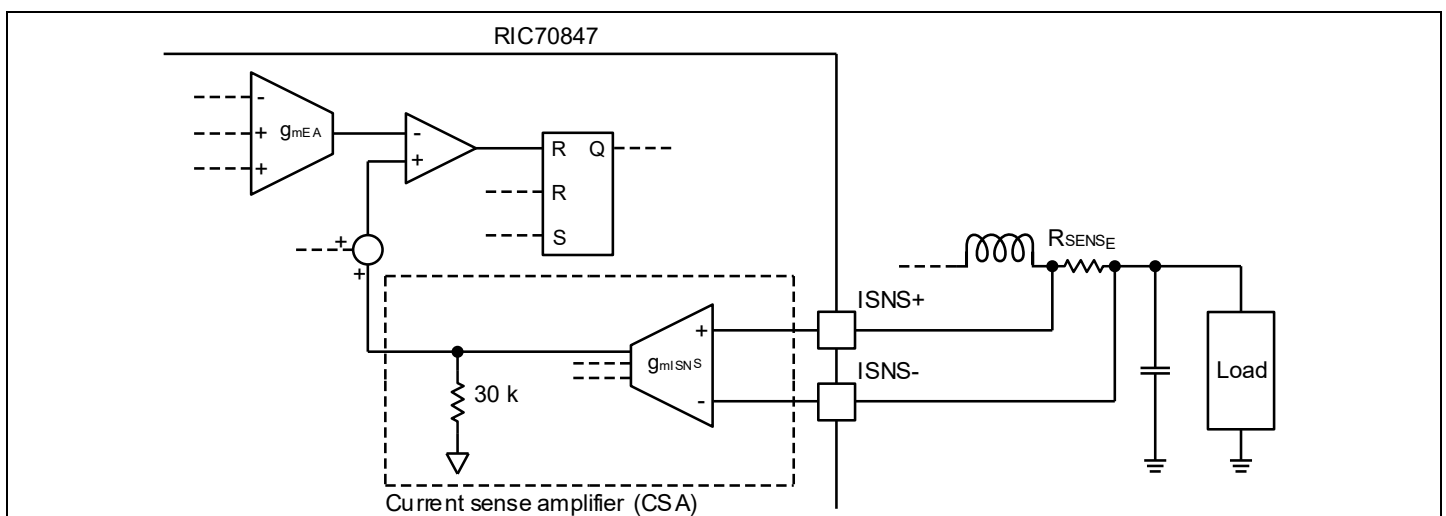 RIC70847
-
+
+
gmEA
-
+
R Q
R
S
+
+
RSENSE
ISNS+
+
gmISNS
ISNS-
-
30 k
Load
Current sense amplifier (CSA)